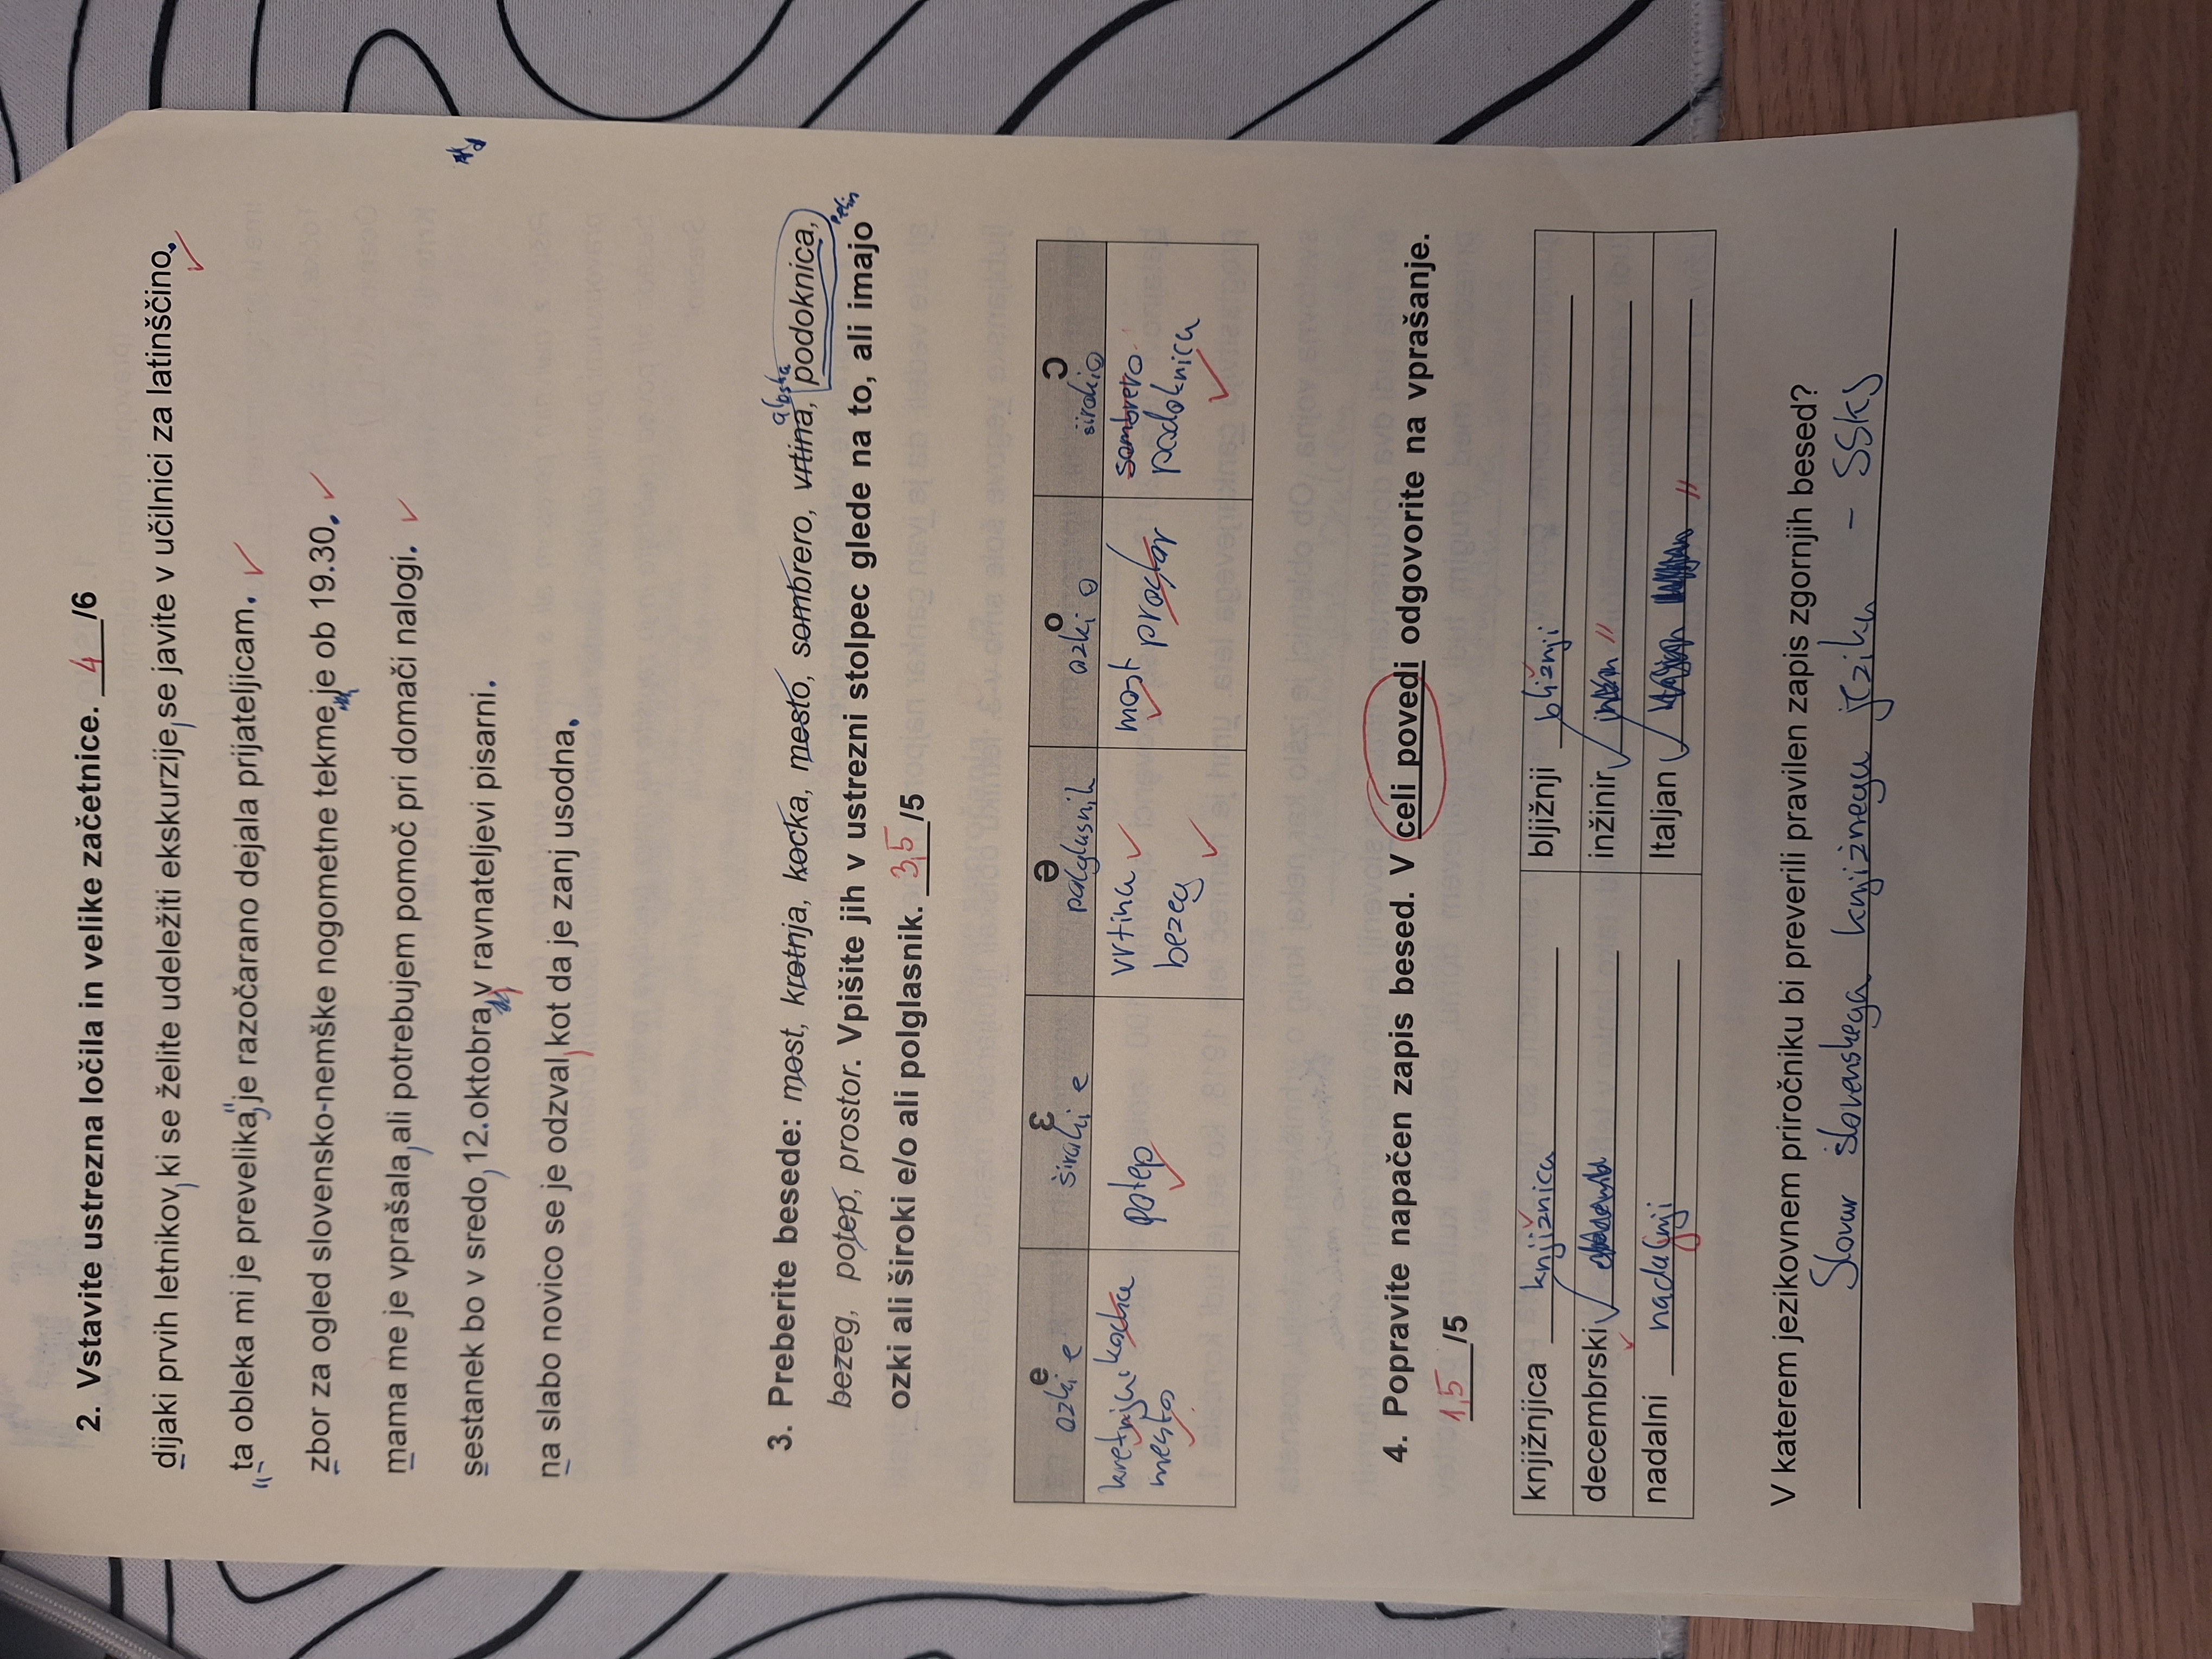 2. Vstavite ustrezna ločila in velike začetnice. 4/6
dijaki prvih letnikov, ki se želite udeležiti ekskurzije, se javite v učilnici za latinščino.
"ta obleka mi je prevelika," je razočarano dejala prijateljicam.
zbor za ogled slovensko-nemške nogometne tekme je ob 19.30.
mama me je vprašala, ali potrebujem pomoč pri domači nalogi.
sestanek bo v sredo, 12. oktobra, v ravnateljevi pisarni.
na slabo novico se je odzval, kot da je zanj usodna.
alpska
3. Preberite besede: most, kretnja, kocka, mesto, sombrero, vrtina, podoknica,
bezeg, potep, prostor. Vpišite jih v ustrezni stolpec glede na to, ali imajo
ozki ali široki e/o ali polglasnik. 3,5/5
e ɛ ə o ɔ
ozki e široki e polglasnik ozki o široki o
kretnja, kocka potep vrtina most prostor sombrero
mesto bezeg podoknica
4. Popravite napačen zapis besed. V celi povedi odgovorite na vprašanje.
1,5/5
knjižnjica knjižnica bljižnji bližnji
decembrski inžinir
nadalni nadaljnji Italjan
V katerem jezikovnem priročniku bi preverili pravilen zapis zgornjih besed?
Slovar slovenskega knjižnega jezika - SSKJ